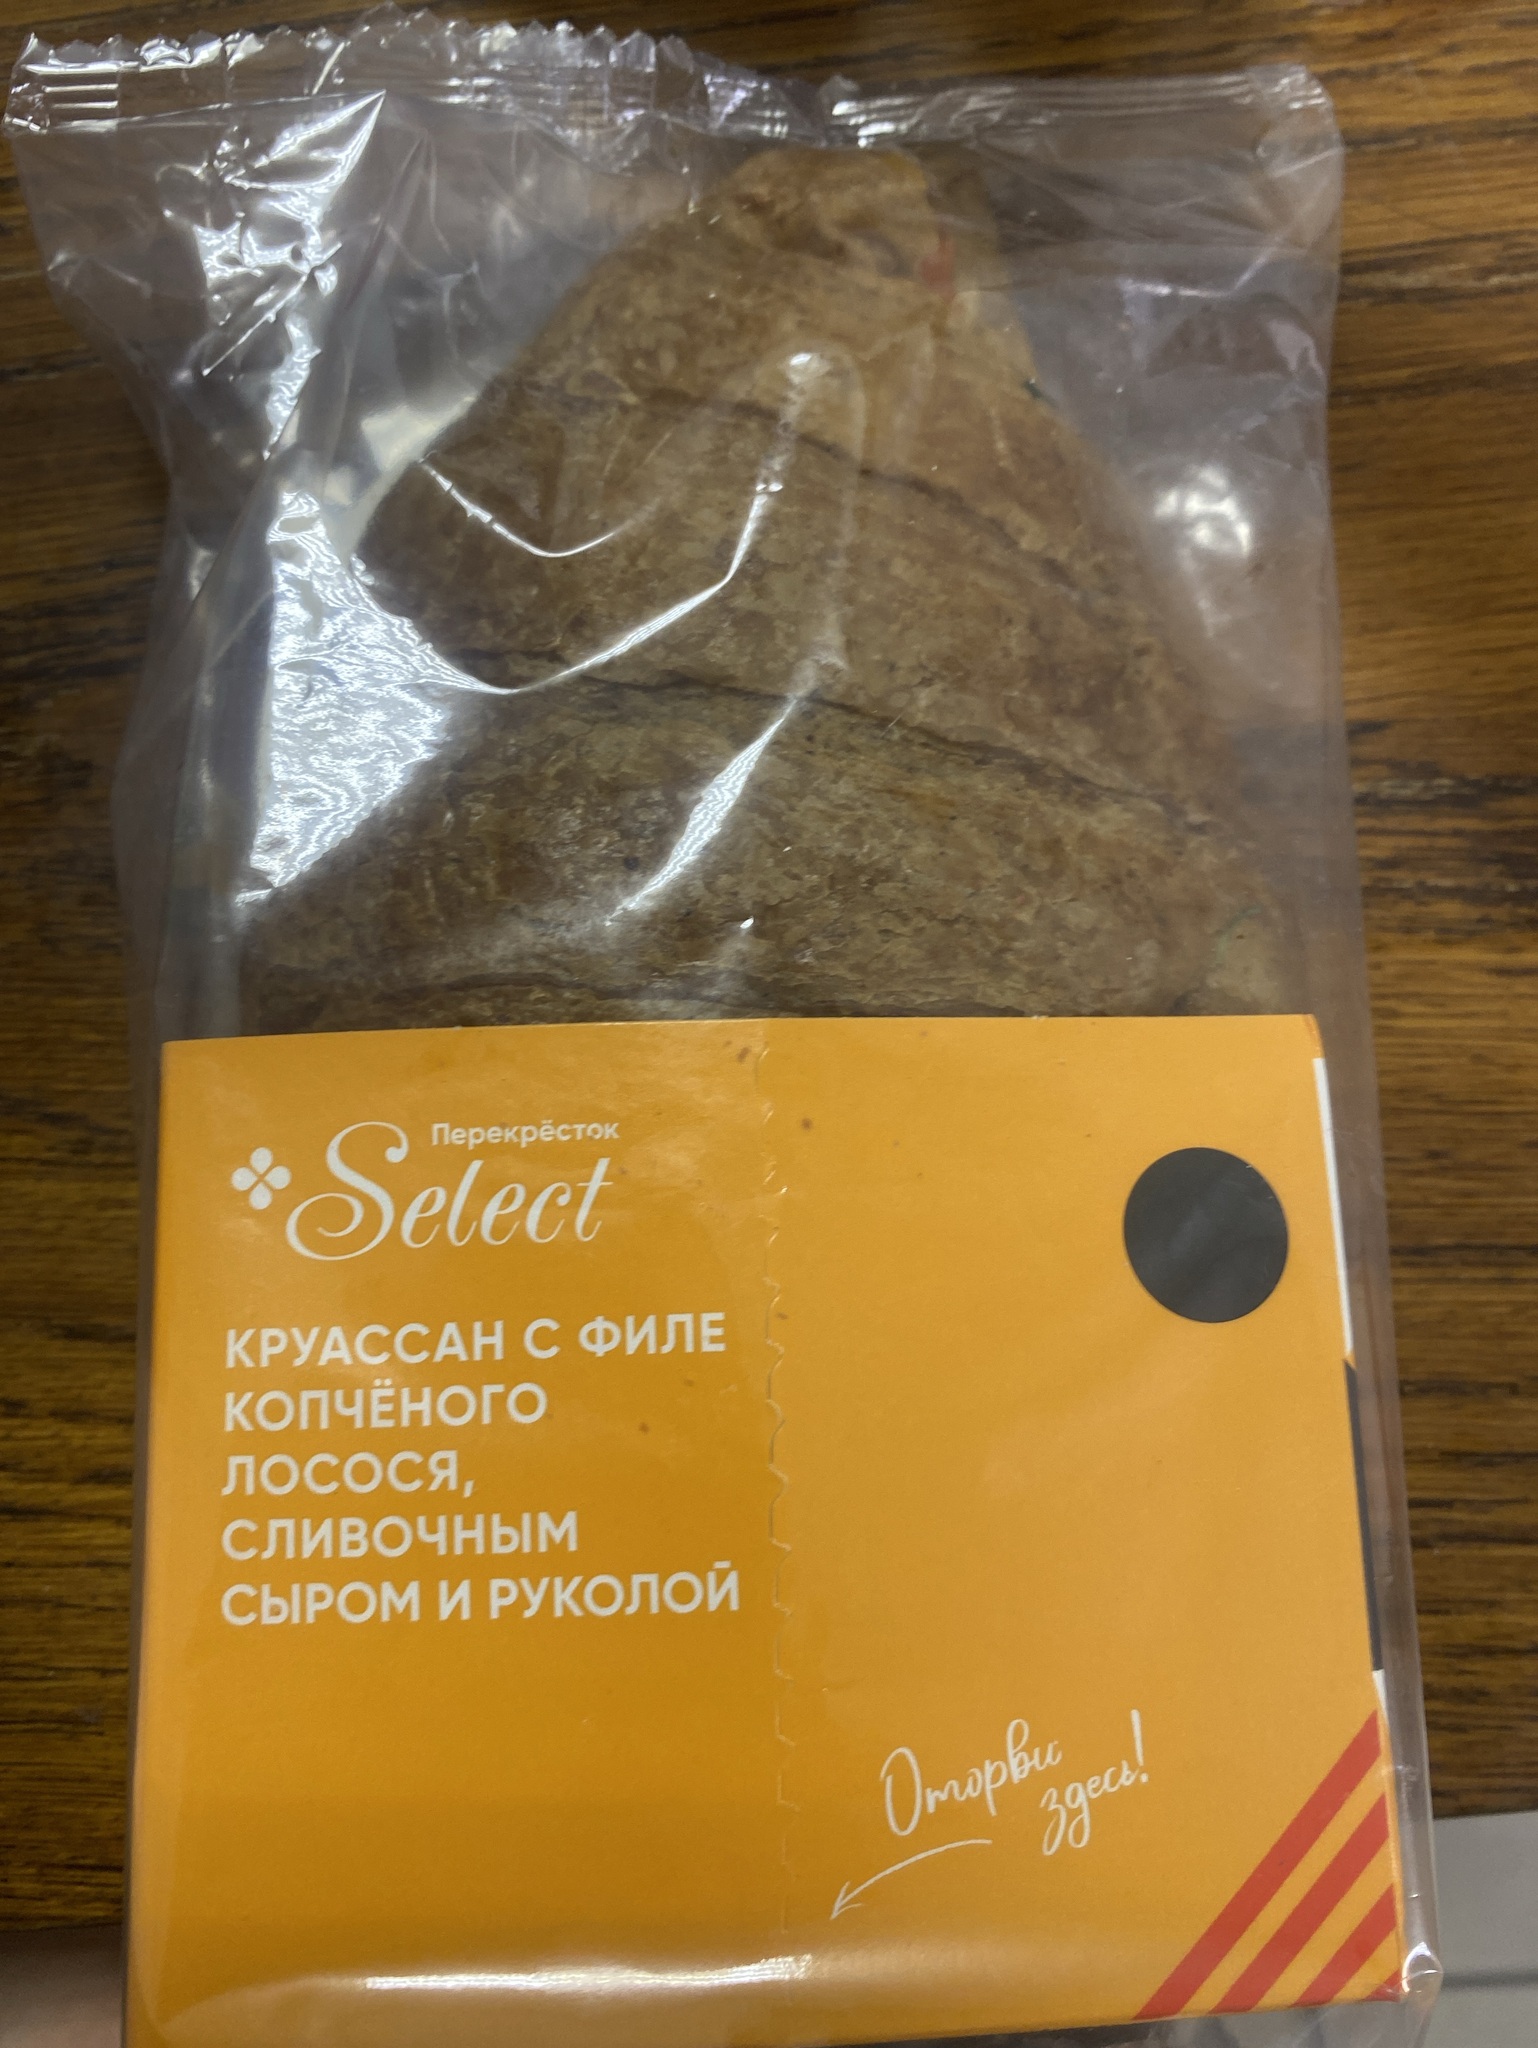 Перекрёсток
Select
КРУАССАН С ФИЛЕ
КОПЧЁНОГО
ЛОСОСЯ,
СЛИВОЧНЫМ
СЫРОМ И РУКОЛОЙ
Оторви
здесь!